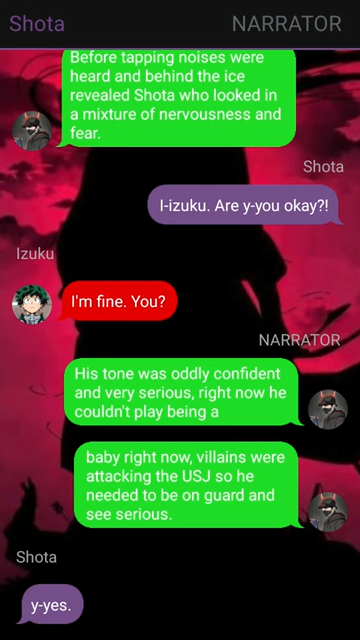 Shota
NARRATOR
Before tapping noises were
heard and behind the ice
revealed Shota who looked in
a mixture of nervousness and
fear.
Shota
I-izuku. Are y-you okay?!
Izuku
I'm fine. You?
NARRATOR
His tone was oddly confident
and very serious, right now he
couldn't play being a
baby right now, villains were
attacking the USJ so he
needed to be on guard and
see serious.
Shota
y-yes.